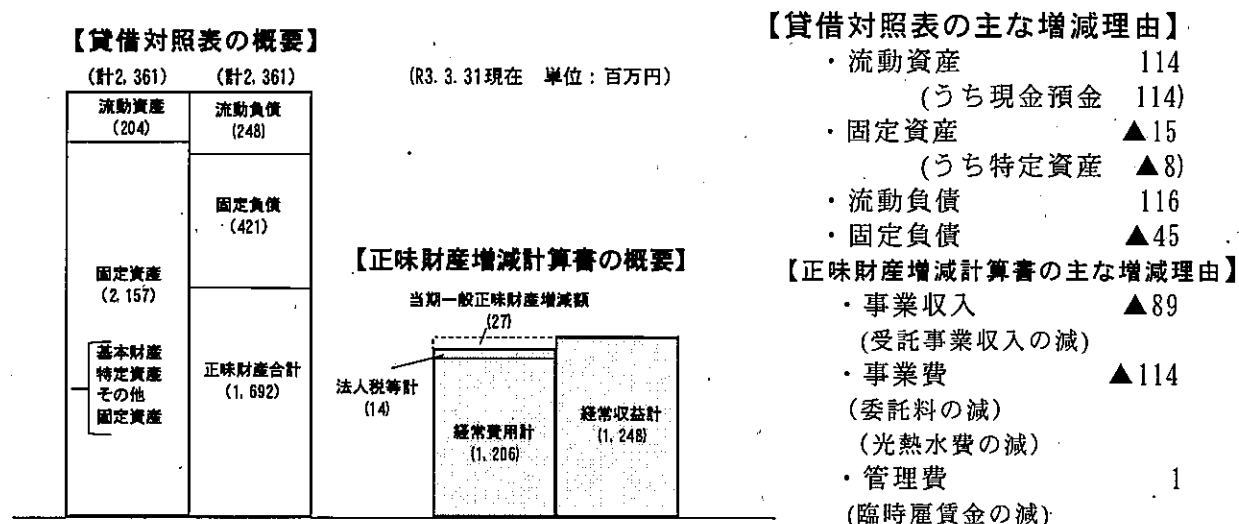 【貸借対照表の概要】
(計2,361) (計2,361)
(R3.3.31現在 単位：百万円)
流動資産
(204)
流動負債
(248)
固定負債
(421)
固定資産
(2,157)
基本財産
特定資産
その他
固定資産
正味財産合計
(1,692)
【正味財産増減計算書の概要】
当期一般正味財産増減額
(27)
法人税等計
(14)
経常費用計
(1,206)
経常収益計
(1,248)
【貸借対照表の主な増減理由】
・流動資産 114
(うち現金預金 114)
・固定資産 ▲15
(うち特定資産 ▲8)
・流動負債 116
・固定負債 ▲45
【正味財産増減計算書の主な増減理由】
・事業収入 ▲89
(受託事業収入の減)
・事業費 ▲114
(委託料の減)
(光熱水費の減)
・管理費 1
(臨時雇賃金の減)